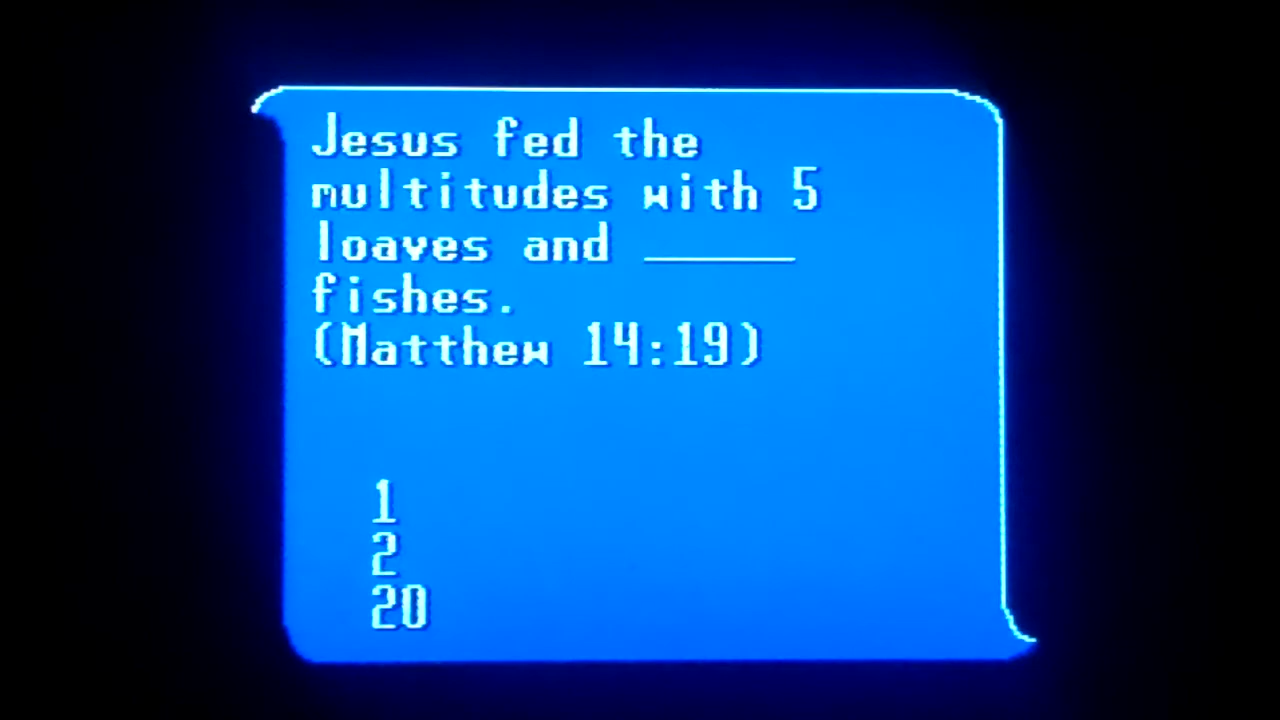 Jesus fed the
multitudes with 5
loaves and _____
fishes.
(Matthew 14:19)
1
2
20